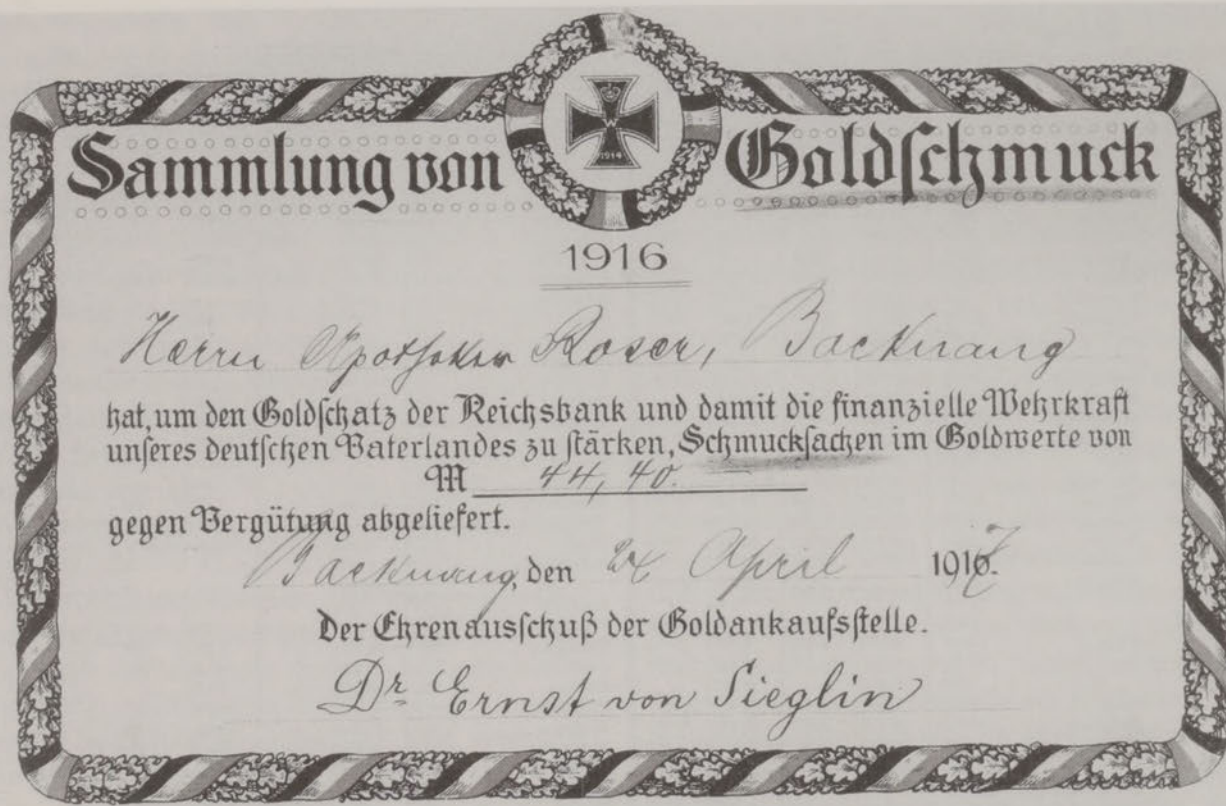 W
1914
Sammlung von Goldschmuck
1916
Herrn Apotheker Roser, Backnang
hat, um den Goldschatz der Reichsbank und damit die finanzielle Wehrkraft
unseres deutschen Vaterlandes zu stärken, Schmucksachen im Goldwerte von
M 44,40.
gegen Vergütung abgeliefert.
Backnang, den 24 April 1917.
Der Ehrenausschuß der Goldankaufsstelle.
Dr Ernst von Sieglin